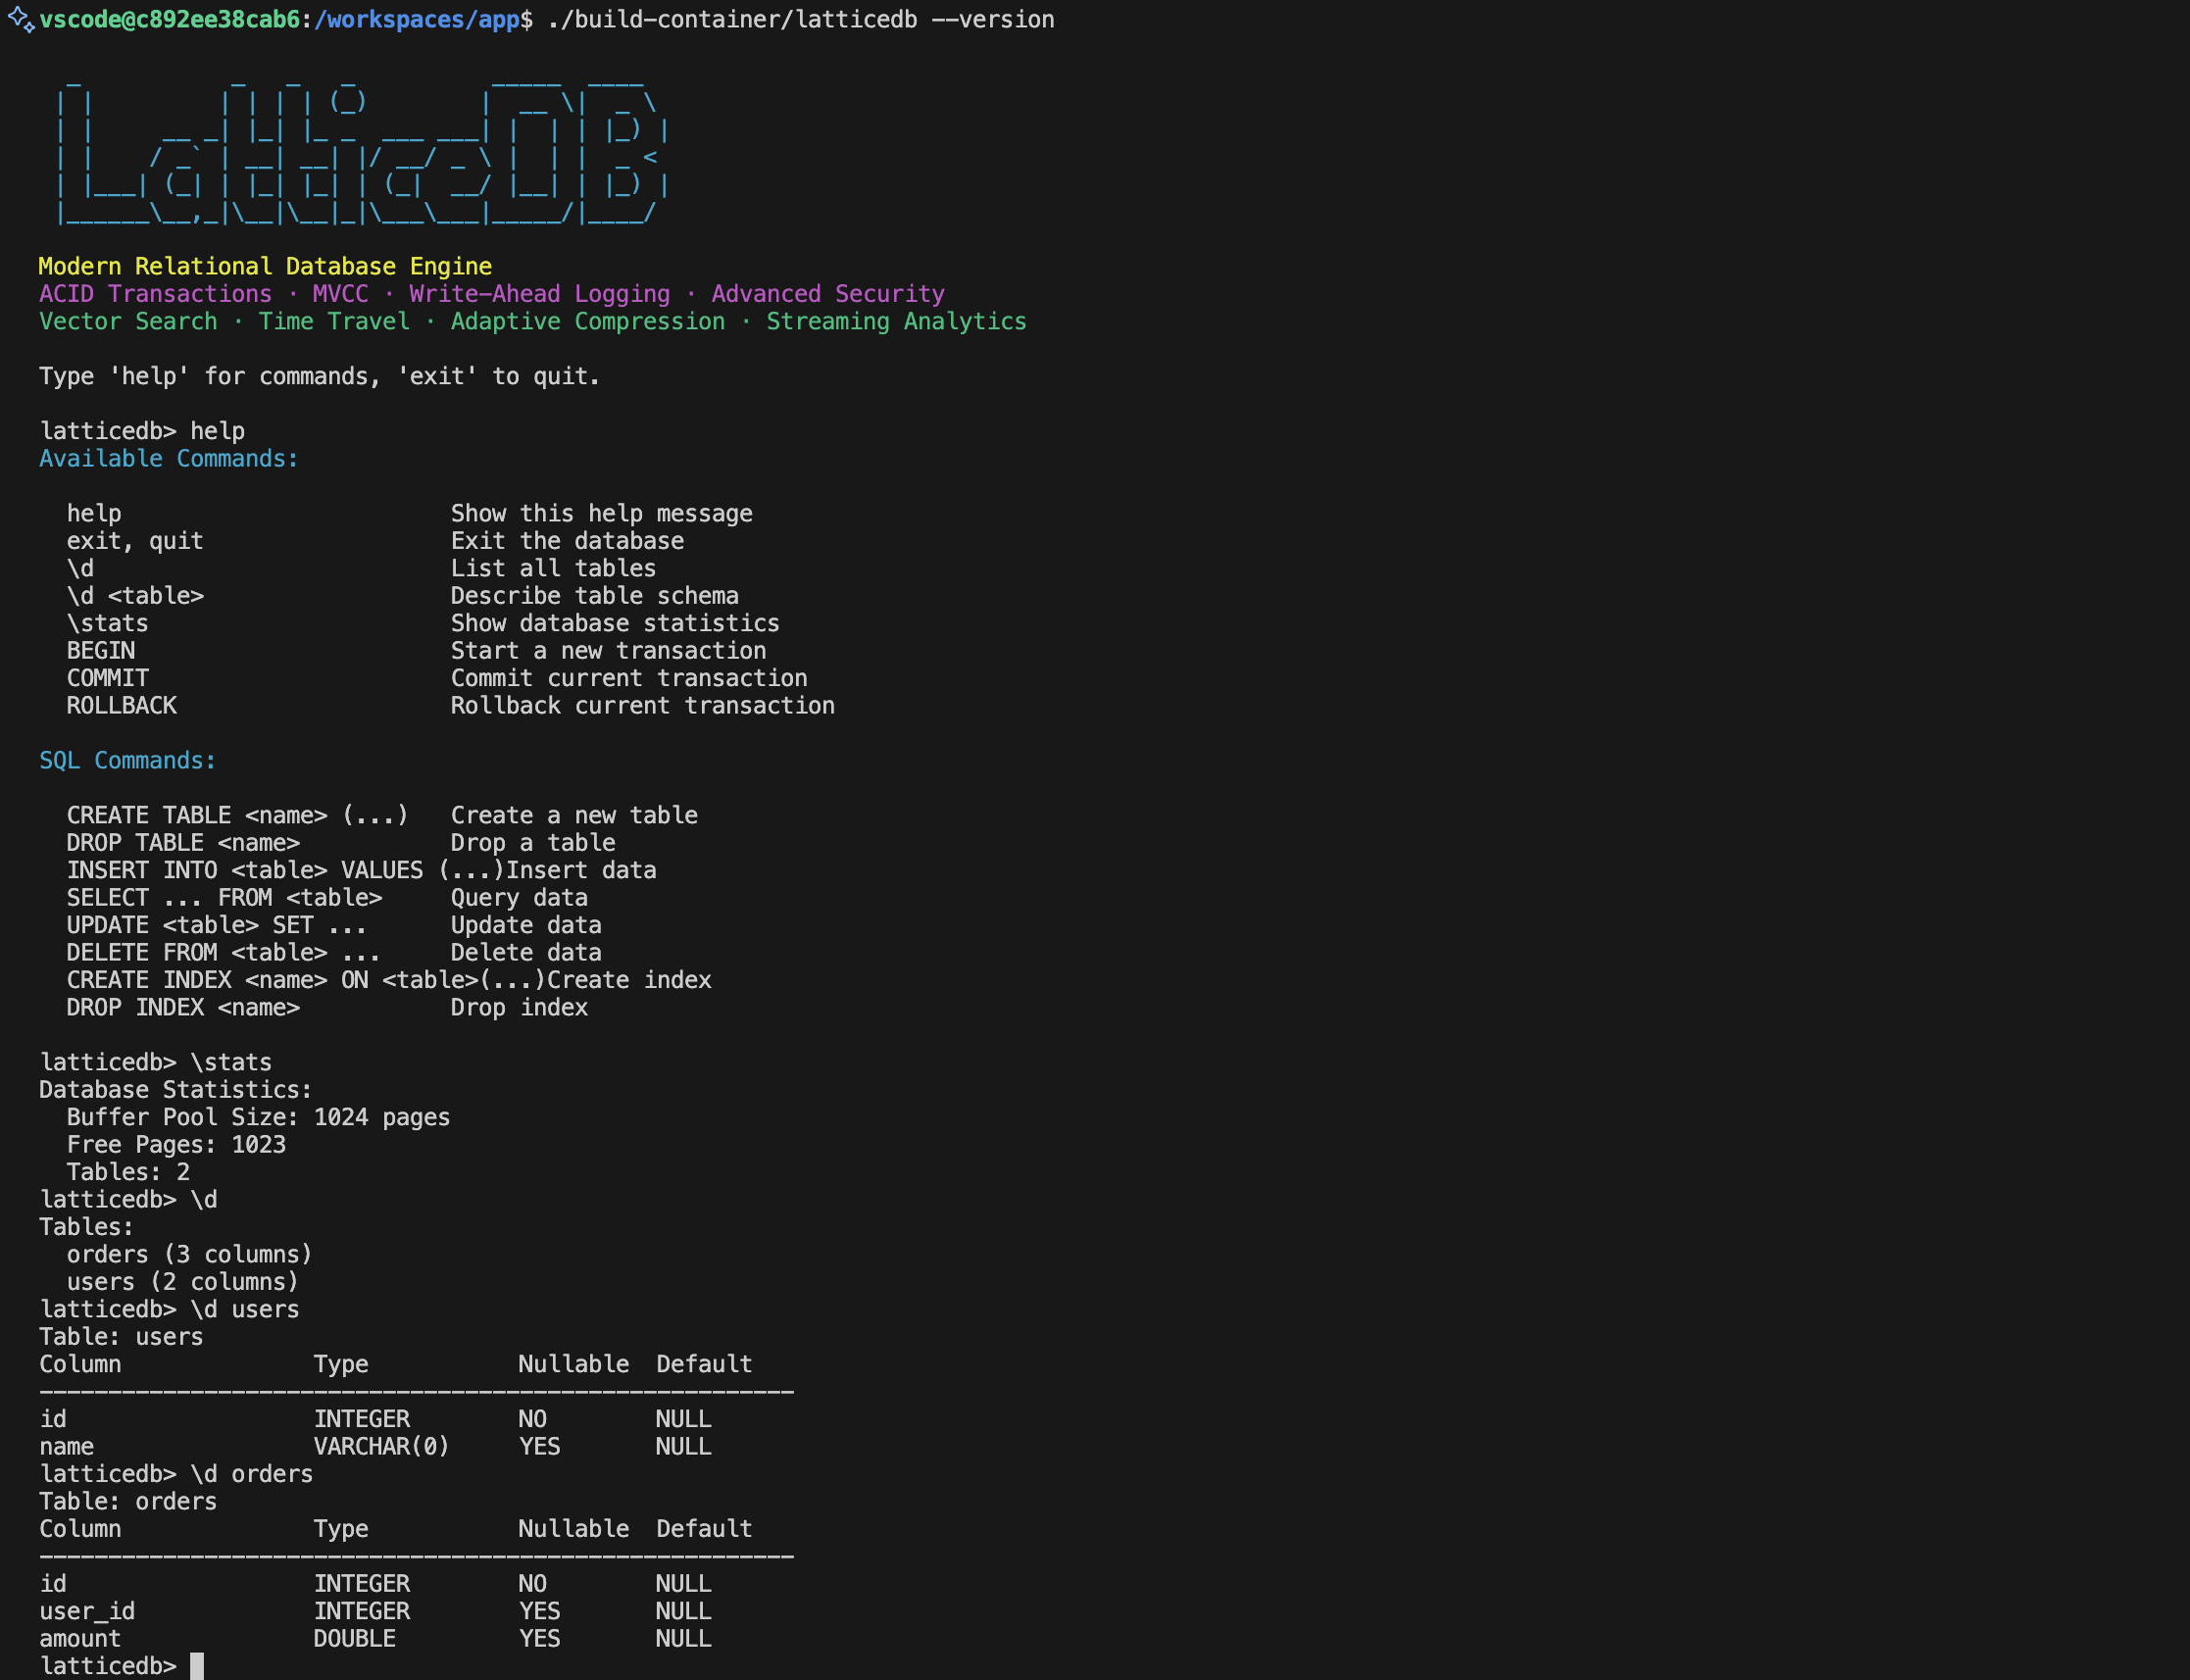 vscode@c892ee38cab6:/workspaces/app$ ./build-container/latticedb --version
LatticeDB
Modern Relational Database Engine
ACID Transactions · MVCC · Write-Ahead Logging · Advanced Security
Vector Search · Time Travel · Adaptive Compression · Streaming Analytics
Type 'help' for commands, 'exit' to quit.
latticedb> help
Available Commands:
help                        Show this help message
exit, quit                  Exit the database
\d                          List all tables
\d <table>                  Describe table schema
\stats                      Show database statistics
BEGIN                       Start a new transaction
COMMIT                      Commit current transaction
ROLLBACK                    Rollback current transaction
SQL Commands:
CREATE TABLE <name> (...)   Create a new table
DROP TABLE <name>           Drop a table
INSERT INTO <table> VALUES (...)Insert data
SELECT ... FROM <table>     Query data
UPDATE <table> SET ...      Update data
DELETE FROM <table> ...     Delete data
CREATE INDEX <name> ON <table>(...)Create index
DROP INDEX <name>           Drop index
latticedb> \stats
Database Statistics:
Buffer Pool Size: 1024 pages
Free Pages: 1023
Tables: 2
latticedb> \d
Tables:
orders (3 columns)
users (2 columns)
latticedb> \d users
Table: users
Column              Type           Nullable  Default
-------------------------------------------------------
id                  INTEGER        NO        NULL
name                VARCHAR(0)     YES       NULL
latticedb> \d orders
Table: orders
Column              Type           Nullable  Default
-------------------------------------------------------
id                  INTEGER        NO        NULL
user_id             INTEGER        YES       NULL
amount              DOUBLE         YES       NULL
latticedb>